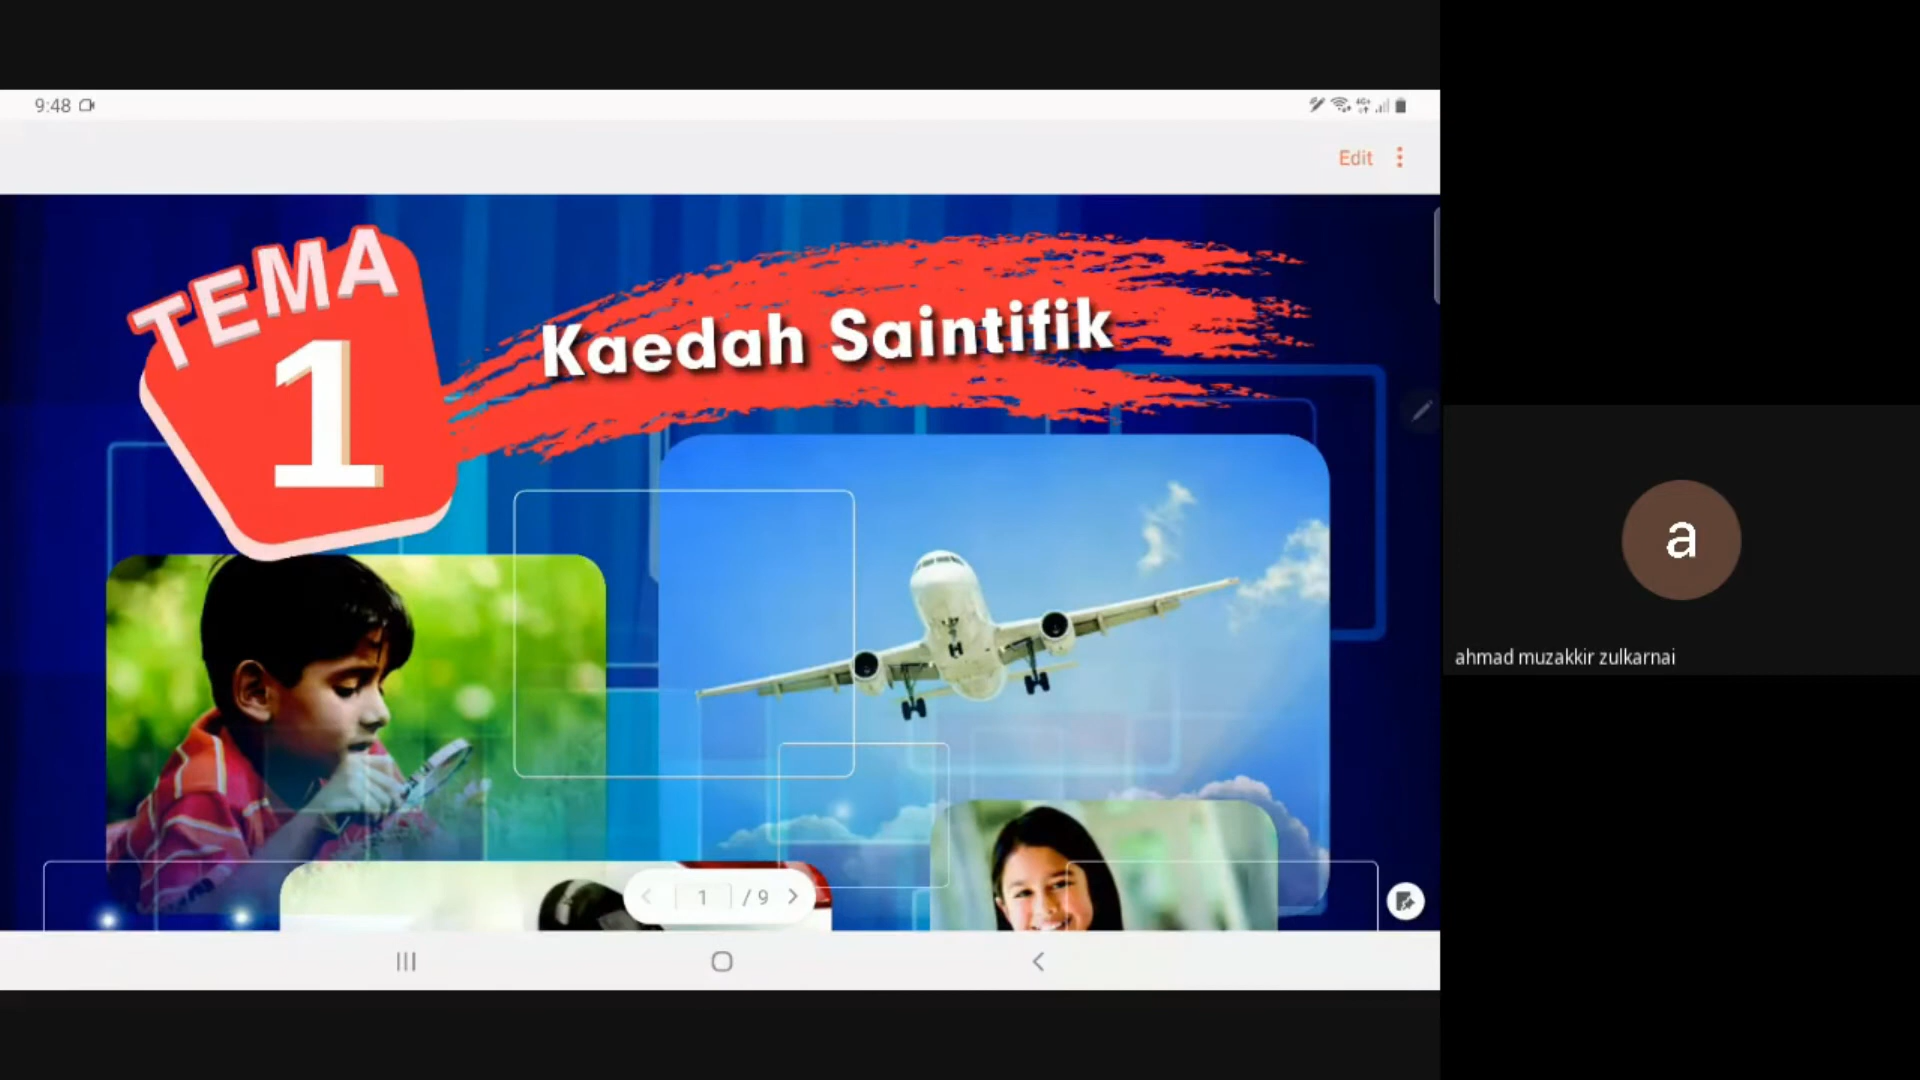 9:48
Edit
TEMA
1
Kaedah Saintifik
1 / 9
a
ahmad muzakkir zulkarnai